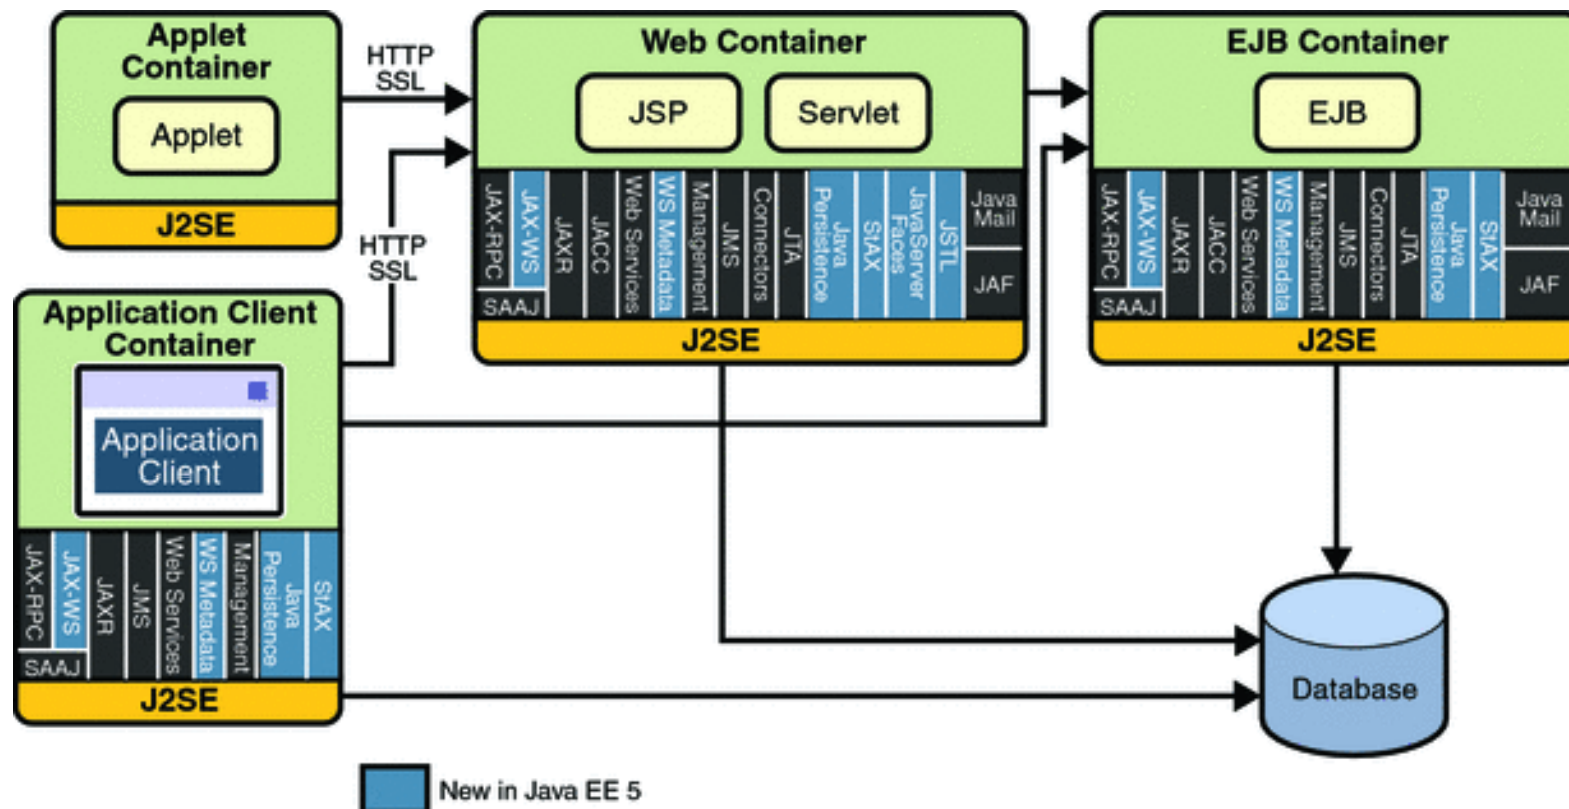 Applet
Container
Applet
J2SE
HTTP
SSL
HTTP
SSL
Web Container
JSP
Servlet
JAX-RPC
JAX-WS
SAAJ
JAXR
JACC
Web Services
WS Metadata
Management
JMS
Connectors
JTA
Java
Persistence
StAX
JavaServer
Faces
JSTL
Java
Mail
JAF
J2SE
EJB Container
EJB
JAX-RPC
JAX-WS
SAAJ
JAXR
JACC
Web Services
WS Metadata
Management
JMS
Connectors
JTA
Java
Persistence
StAX
Java
Mail
JAF
J2SE
Application Client
Container
Application
Client
JAX-RPC
JAX-WS
SAAJ
JAXR
JMS
Web Services
WS Metadata
Management
Java
Persistence
StAX
J2SE
Database
New in Java EE 5